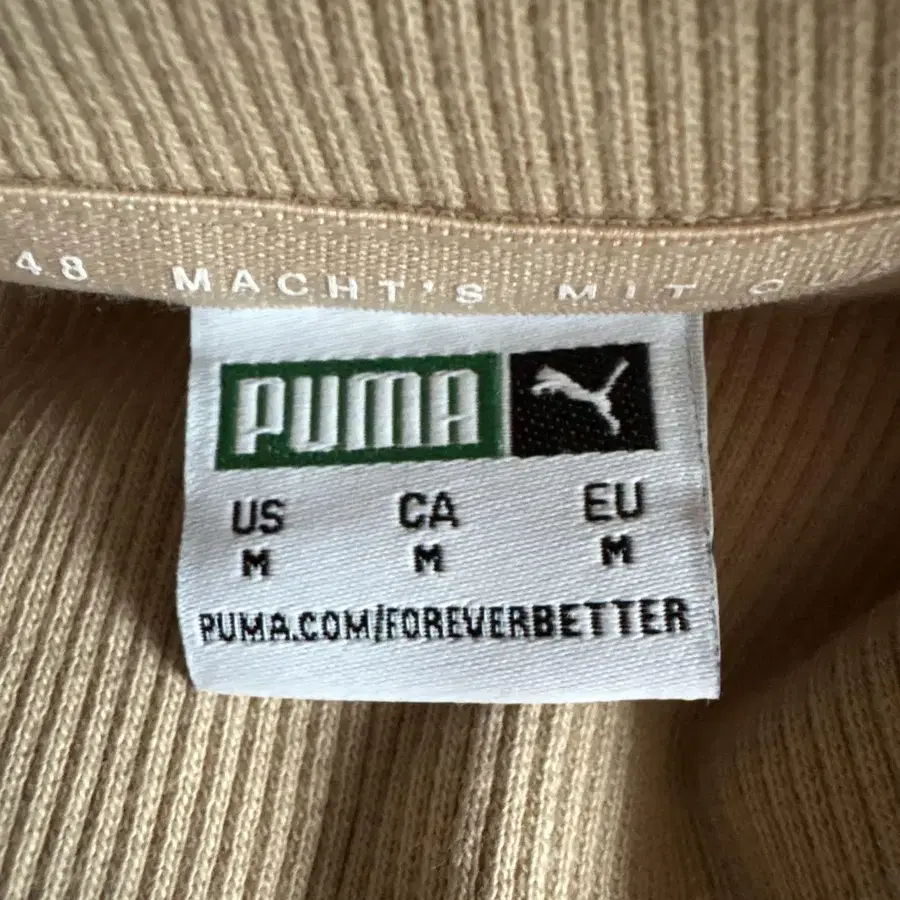 48 MACHT'S MIT
PUMA
US CA EU
M M M
PUMA.COM/FOREVERBETTER